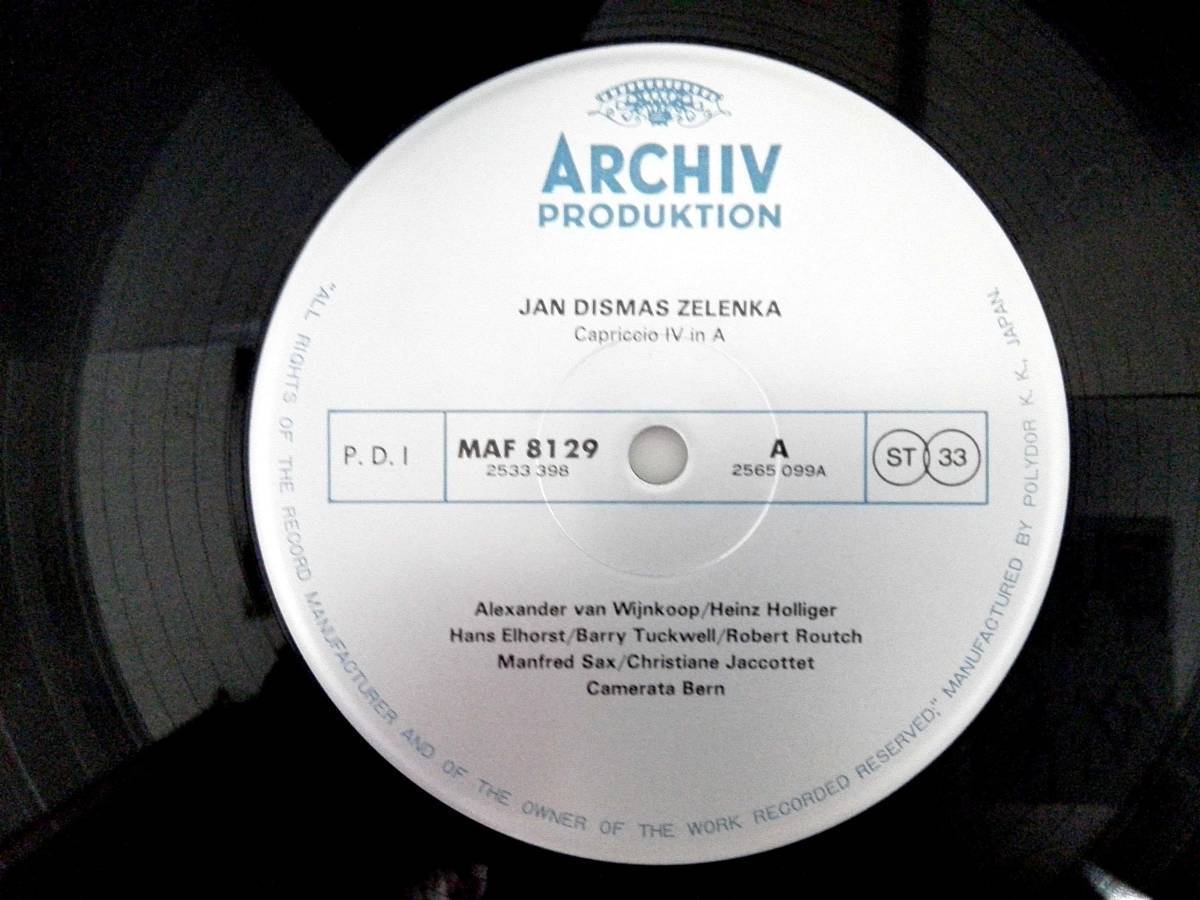 ARCHIV
PRODUKTION
JAN DISMAS ZELENKA
Capriccio IV in A
P. D. I
MAF 8129
2533 398
A
2565 099A
ST 33
Alexander van Wijnkoop/Heinz Holliger
Hans Elhorst/Barry Tuckwell/Robert Routch
Manfred Sax/Christiane Jaccottet
Camerata Bern
"ALL RIGHTS OF THE RECORD MANUFACTURER AND OF THE OWNER OF THE WORK RECORDED RESERVED;" MANUFACTURED BY POLYDOR K. K., JAPAN